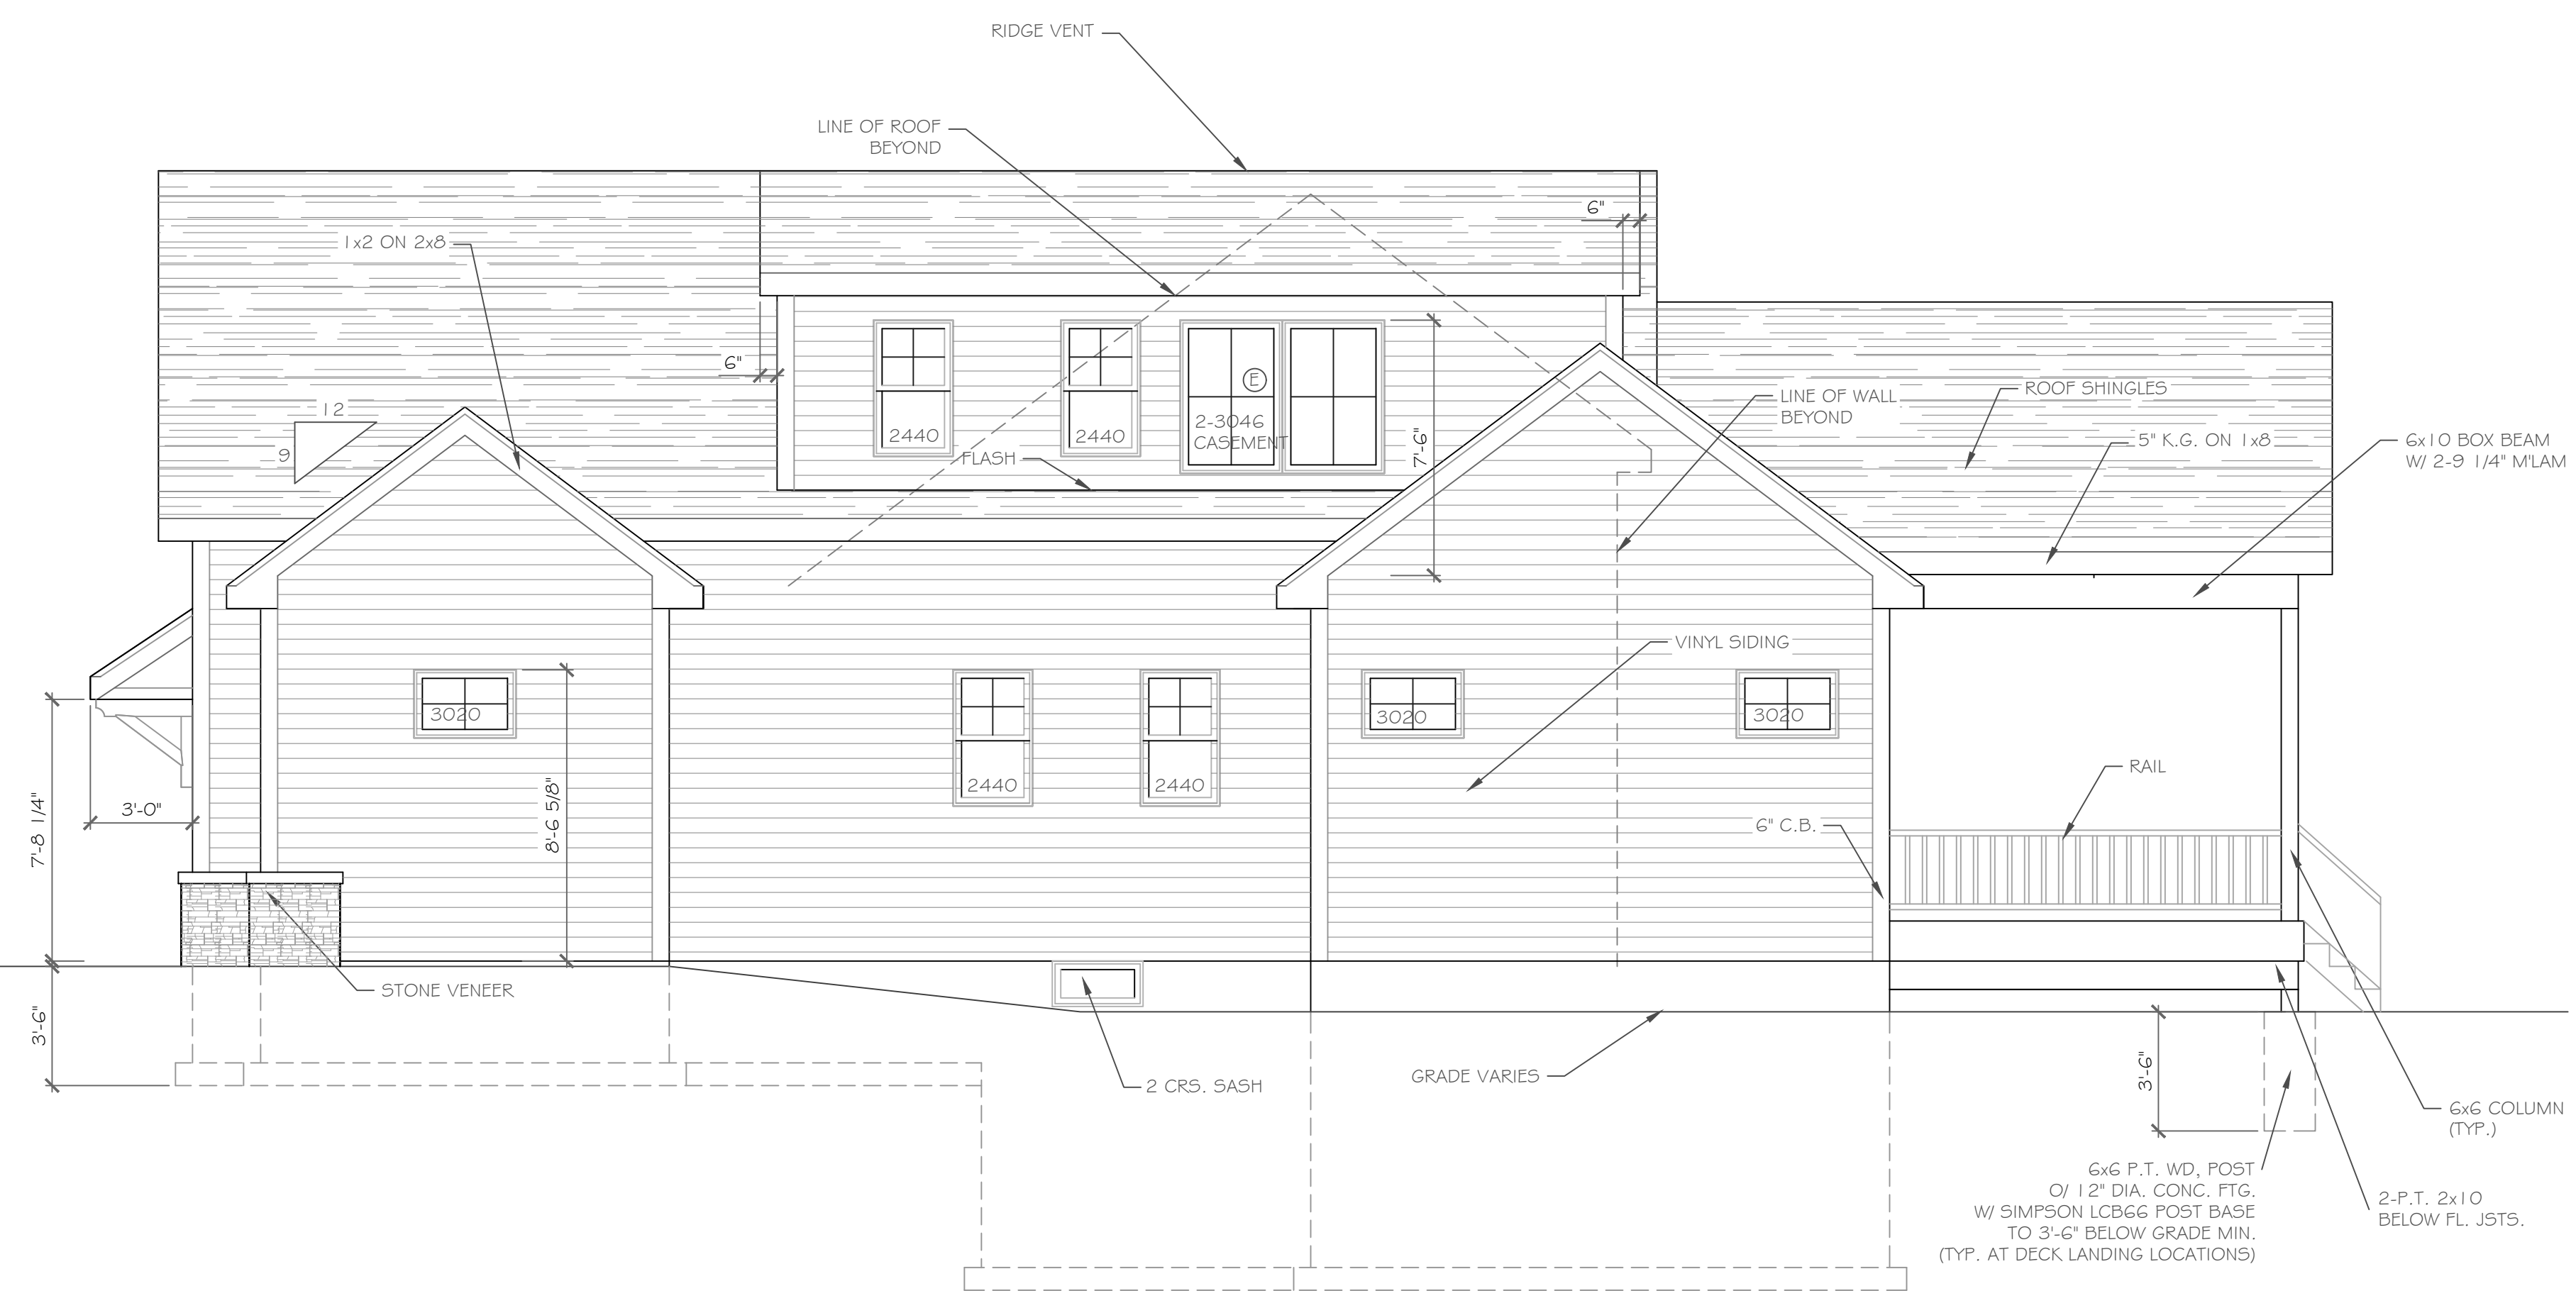 RIDGE VENT
LINE OF ROOF
BEYOND
6"
1x2 ON 2x8
6"
12
9
E
2-3046
CASEMENT
2440
2440
FLASH
7'-6"
LINE OF WALL
BEYOND
ROOF SHINGLES
5" K.G. ON 1x8
6x10 BOX BEAM
W/ 2-9 1/4" M'LAM
VINYL SIDING
3020
3020
3020
2440
2440
8'-6 5/8"
3'-0"
7'-8 1/4"
RAIL
6" C.B.
STONE VENEER
3'-6"
2 CRS. SASH
GRADE VARIES
3'-6"
6x6 COLUMN
(TYP.)
6x6 P.T. WD, POST
O/ 12" DIA. CONC. FTG.
W/ SIMPSON LCB66 POST BASE
TO 3'-6" BELOW GRADE MIN.
(TYP. AT DECK LANDING LOCATIONS)
2-P.T. 2x10
BELOW FL. JSTS.